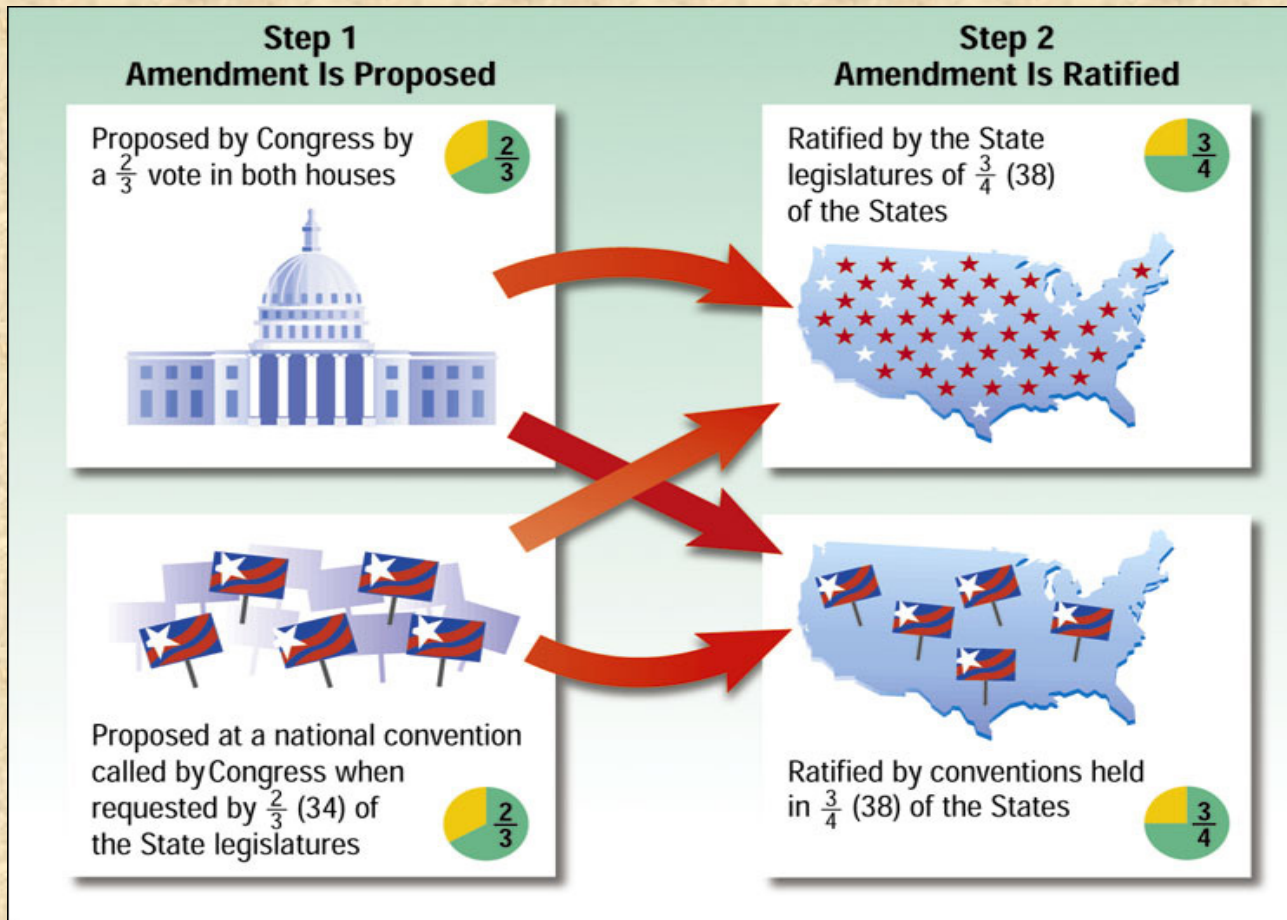 Step 1
Amendment Is Proposed
Proposed by Congress by
a 2/3 vote in both houses
2/3
Proposed at a national convention
called by Congress when
requested by 2/3 (34) of
the State legislatures
2/3
Step 2
Amendment Is Ratified
Ratified by the State
legislatures of 3/4 (38)
of the States
3/4
Ratified by conventions held
in 3/4 (38) of the States
3/4